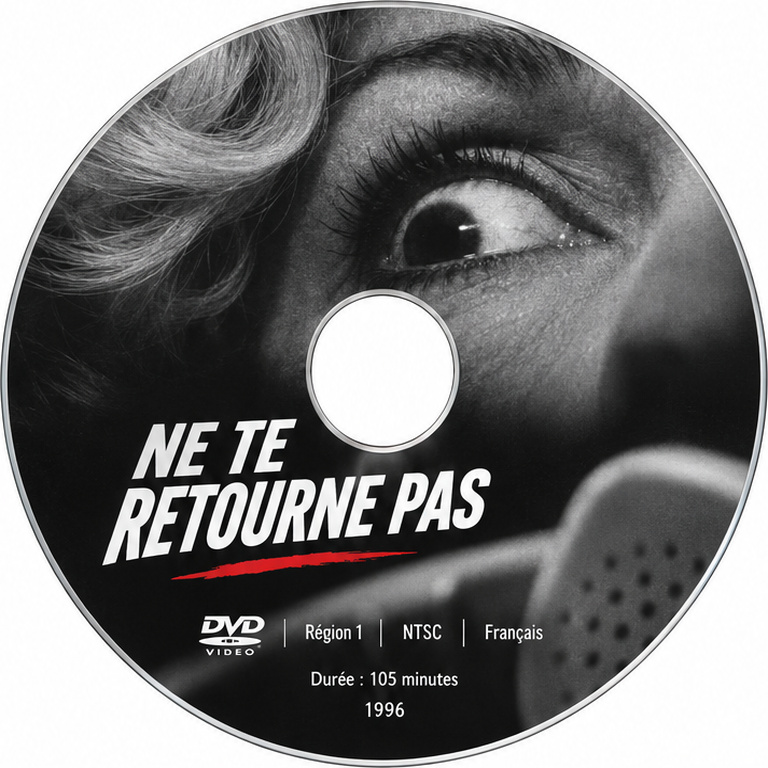 NE TE
RETOURNE PAS
DVD VIDEO | Région 1 | NTSC | Français
Durée : 105 minutes
1996